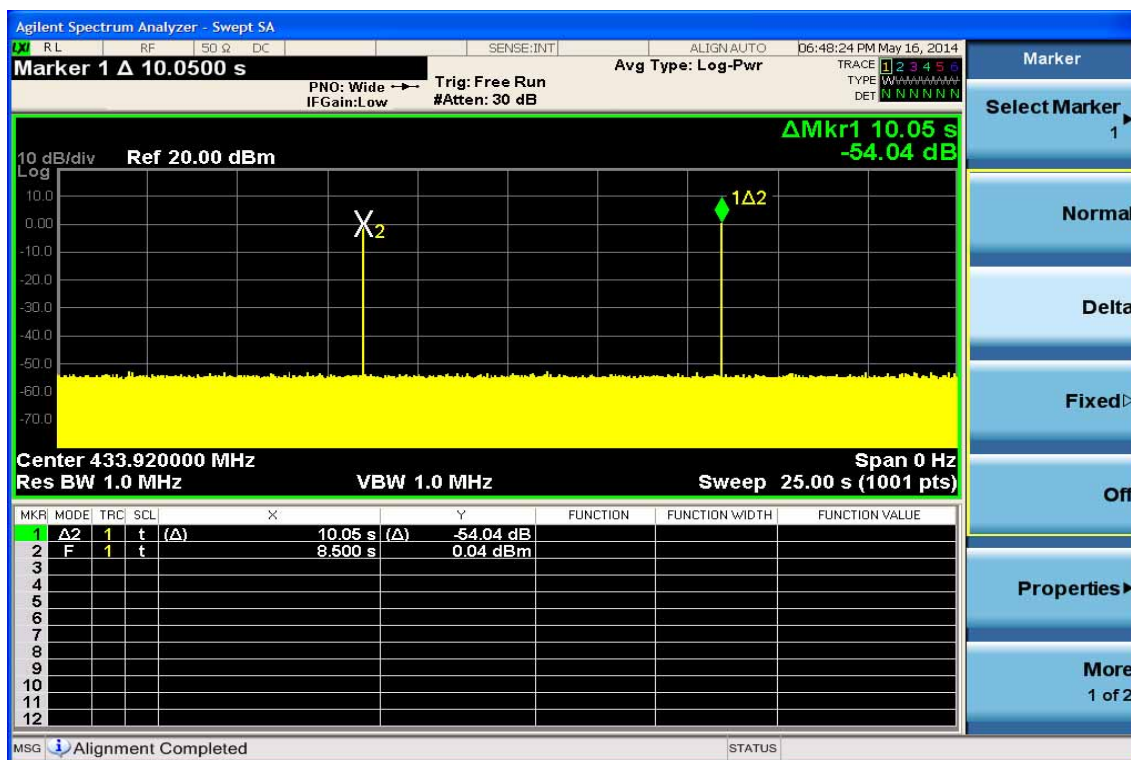 Agilent Spectrum Analyzer - Swept SA
LXI RL RF 50 Ω DC SENSE:INT ALIGN AUTO 06:48:24 PM May 16, 2014
Marker 1 Δ 10.0500 s
PNO: Wide
IFGain:Low
Trig: Free Run
#Atten: 30 dB
Avg Type: Log-Pwr
TRACE 1 2 3 4 5 6
TYPE
DET N N N N N N
Marker
Select Marker
1
Normal
Delta
Fixed
Off
Properties
More
1 of 2
ΔMkr1 10.05 s
-54.04 dB
10 dB/div Ref 20.00 dBm
Log
10.0
0.00
-10.0
-20.0
-30.0
-40.0
-50.0
-60.0
-70.0
X2
1Δ2
Center 433.920000 MHz Span 0 Hz
Res BW 1.0 MHz VBW 1.0 MHz Sweep 25.00 s (1001 pts)
MKR MODE TRC SCL X Y FUNCTION FUNCTION WIDTH FUNCTION VALUE
1 Δ2 1 t (Δ) 10.05 s (Δ) -54.04 dB
2 F 1 t 8.500 s 0.04 dBm
3
4
5
6
7
8
9
10
11
12
MSG Alignment Completed STATUS